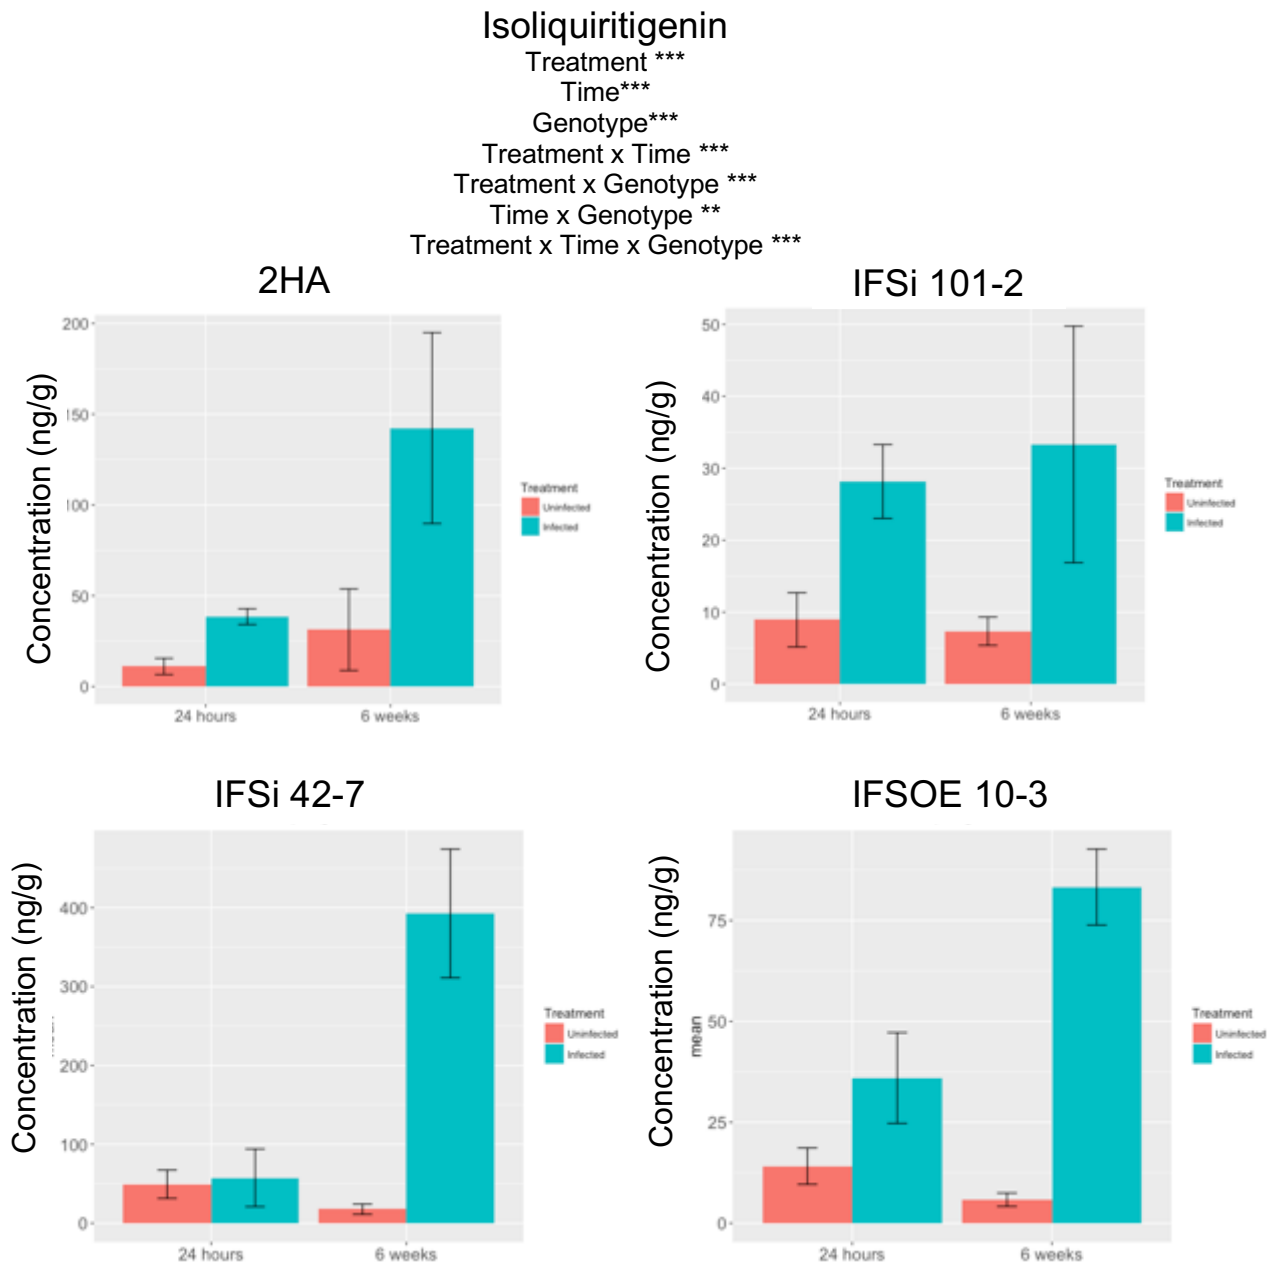 Isoliquiritigenin
Treatment ***
Time***
Genotype***
Treatment x Time ***
Treatment x Genotype ***
Time x Genotype **
Treatment x Time x Genotype ***
2HA
Concentration (ng/g)
200
150
100
50
0
24 hours
6 weeks
Treatment
Uninfected
Infected
IFSi 101-2
Concentration (ng/g)
50
40
30
20
10
0
24 hours
6 weeks
Treatment
Uninfected
Infected
IFSi 42-7
Concentration (ng/g)
400
300
200
100
0
24 hours
6 weeks
Treatment
Uninfected
Infected
IFSOE 10-3
Concentration (ng/g)
mean
75
50
25
0
24 hours
6 weeks
Treatment
Uninfected
Infected